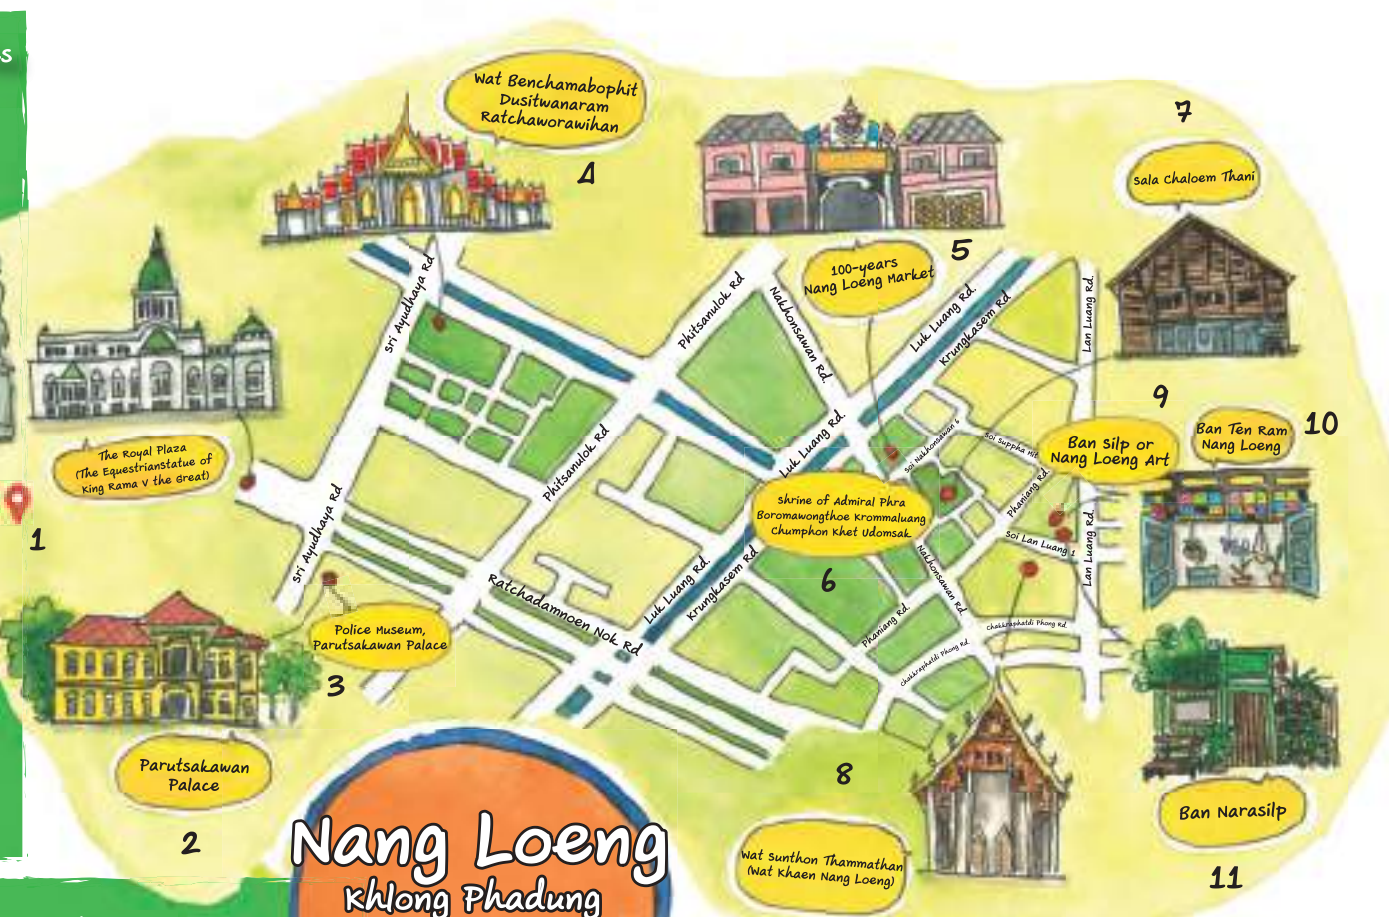 s
Wat Benchamabophit
Dusitwanaram
Ratchaworawihan
4
100-years
Nang Loeng Market
5
7
Sala Chaloem Thani
9
Ban Silp or
Nang Loeng Art
Ban Ten Ram
Nang Loeng
10
The Royal Plaza
(The Equestrianstatue of
King Rama V the Great)
1
Shrine of Admiral Phra
Boromawongthoe Krommaluang
Chumphon Khet Udomsak
6
Police Museum,
Parutsakawan Palace
3
Parutsakawan
Palace
2
8
Wat Sunthon Thammathan
(Wat Khaen Nang Loeng)
Ban Narasilp
11
Sri Ayudhaya Rd
Sri Ayudhaya Rd
Phitsanulok Rd
Phitsanulok Rd
Nakhonsawan Rd.
Luk Luang Rd.
Krungkasem Rd
Lan Luang Rd.
Luk Luang Rd.
Soi Nakhonsawan 6
Soi Suppha Mit
Phaniang Rd.
Soi Lan Luang 1
Lan Luang Rd.
Nakhonsawan Rd.
Luk Luang Rd.
Krungkasem Rd
Ratchadamnoen Nok Rd
Phaniang Rd.
Chakkraphatdi Phong Rd.
Chakkraphatdi Phong Rd
Nang Loeng
Khlong Phadung